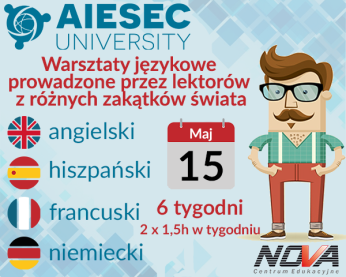 AIESEC
UNIVERSITY
Warsztaty językowe
prowadzone przez lektorów
z różnych zakątków świata
angielski
Maj
15
hiszpański
francuski
6 tygodni
2 x 1,5h w tygodniu
niemiecki
NOVA
Centrum Edukacyjne